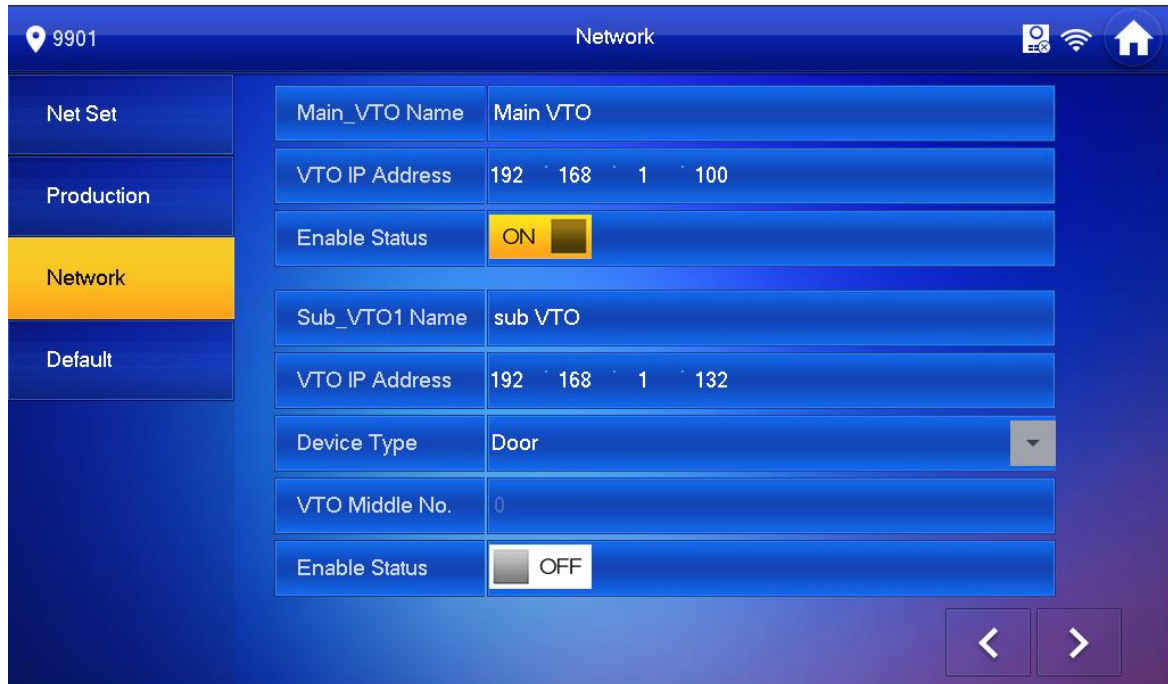 9901
Network
Net Set
Production
Network
Default
Main_VTO Name Main VTO
VTO IP Address 192 168 1 100
Enable Status ON
Sub_VTO1 Name sub VTO
VTO IP Address 192 168 1 132
Device Type Door
VTO Middle No. 0
Enable Status OFF